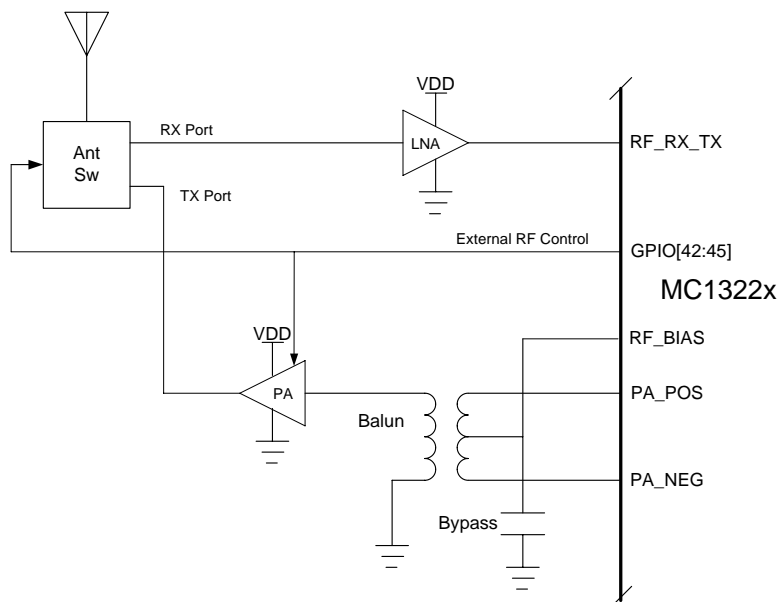 VDD
RX Port
LNA
RF_RX_TX
Ant
Sw
TX Port
External RF Control
GPIO[42:45]
MC1322x
VDD
RF_BIAS
PA
PA_POS
Balun
PA_NEG
Bypass